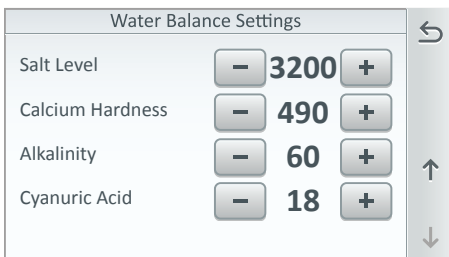 Water Balance Settings
Salt Level − 3200 +
Calcium Hardness − 490 +
Alkalinity − 60 +
Cyanuric Acid − 18 +